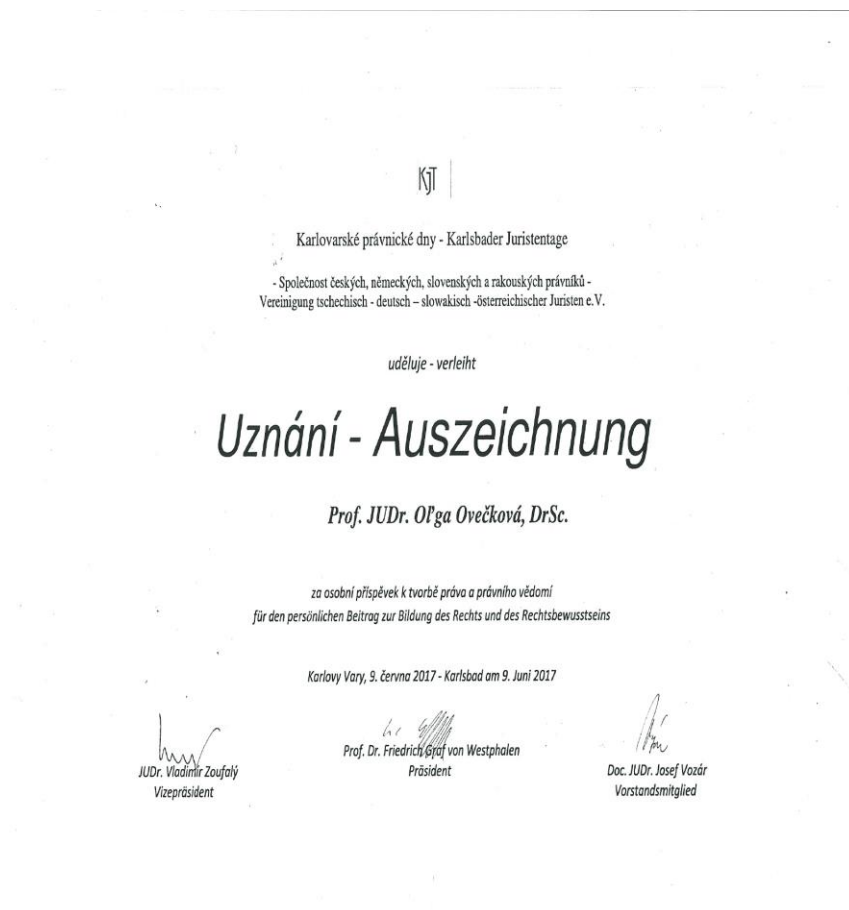 KJT
Karlovarské právnické dny - Karlsbader Juristentage
- Společnost českých, německých, slovenských a rakouských právníků -
Vereinigung tschechisch - deutsch – slowakisch -österreichischer Juristen e.V.
uděluje - verleiht
Uznání - Auszeichnung
Prof. JUDr. Oľga Ovečková, DrSc.
za osobní příspěvek k tvorbě práva a právního vědomí
für den persönlichen Beitrag zur Bildung des Rechts und des Rechtsbewusstseins
Karlovy Vary, 9. června 2017 - Karlsbad am 9. Juni 2017
JUDr. Vladimír Zoufalý
Vizepräsident
Prof. Dr. Friedrich Graf von Westphalen
Präsident
Doc. JUDr. Josef Vozár
Vorstandsmitglied